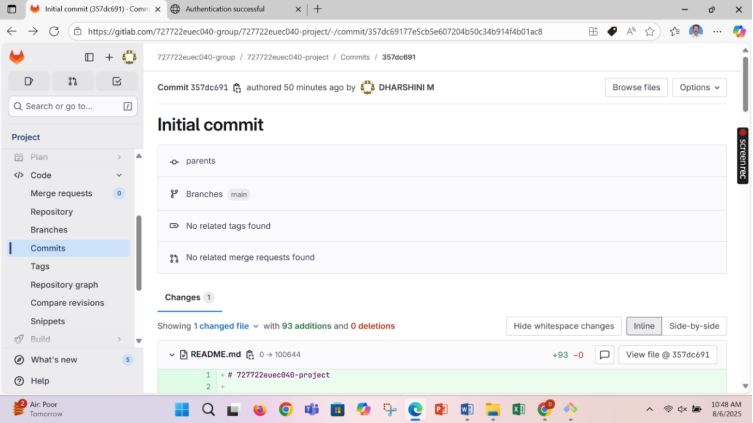 Initial commit (357dc691) · Comm
Authentication successful
https://gitlab.com/727722euec040-group/727722euec040-project/-/commit/357dc69177e5cb5e607204b50c34b914f4b01ac8
727722euec040-group / 727722euec040-project / Commits / 357dc691
Commit 357dc691 authored 50 minutes ago by DHARSHINI M
Browse files
Options
Search or go to... /
Initial commit
Project
Plan
Code
Merge requests 0
Repository
Branches
Commits
Tags
Repository graph
Compare revisions
Snippets
Build
What's new 5
Help
parents
Branches main
No related tags found
No related merge requests found
Changes 1
Showing 1 changed file with 93 additions and 0 deletions
Hide whitespace changes
Inline
Side-by-side
README.md 0 → 100644
+93 −0
View file @ 357dc691
1 + # 727722euec040-project
2 +
screenrec
2
Air: Poor
Tomorrow
10:48 AM
8/6/2025